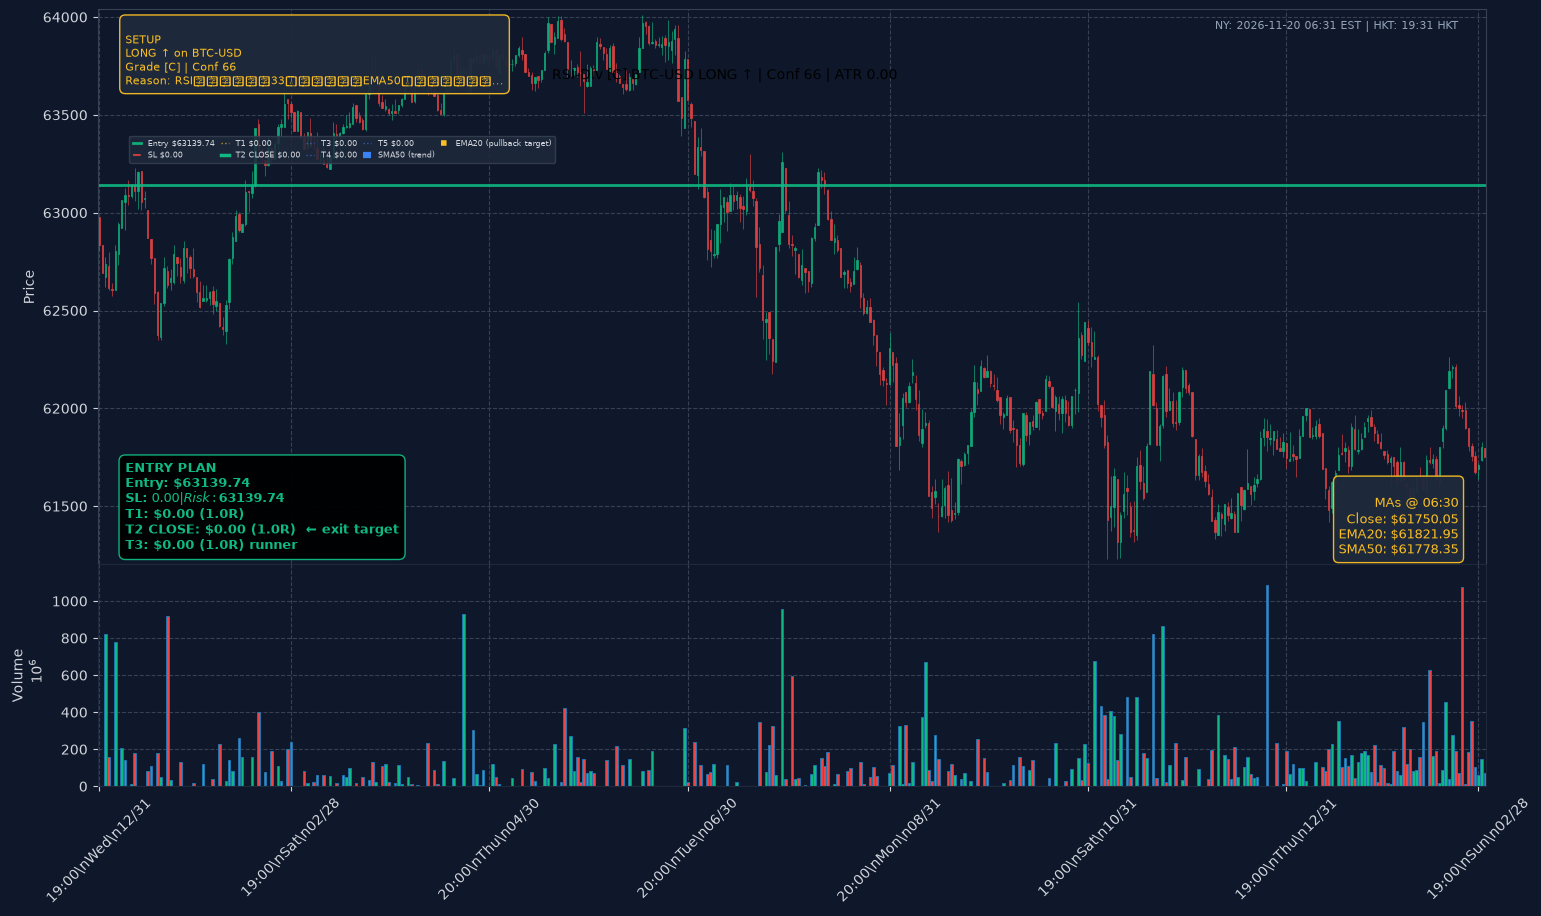 64000
63500
63000
62500
62000
61500
Price
NY: 2026-11-20 06:31 EST | HKT: 19:31 HKT
SETUP
LONG ↑ on BTC-USD
Grade [C] | Conf 66
Reason: RSI 33 EMA50 ...
BTC-USD LONG ↑ | Conf 66 | ATR 0.00
Entry $63139.74
SL $0.00
T1 $0.00
T2 CLOSE $0.00
T3 $0.00
T4 $0.00
T5 $0.00
SMA50 (trend)
EMA20 (pullback target)
ENTRY PLAN
Entry: $63139.74
SL: 0.00|Risk:63139.74
T1: $0.00 (1.0R)
T2 CLOSE: $0.00 (1.0R) ← exit target
T3: $0.00 (1.0R) runner
MAs @ 06:30
Close: $61750.05
EMA20: $61821.95
SMA50: $61778.35
1000
800
600
400
200
0
Volume
10⁶
19:00\nWed\n12/31
19:00\nSat\n02/28
20:00\nThu\n04/30
20:00\nTue\n06/30
20:00\nMon\n08/31
19:00\nSat\n10/31
19:00\nThu\n12/31
19:00\nSun\n02/28